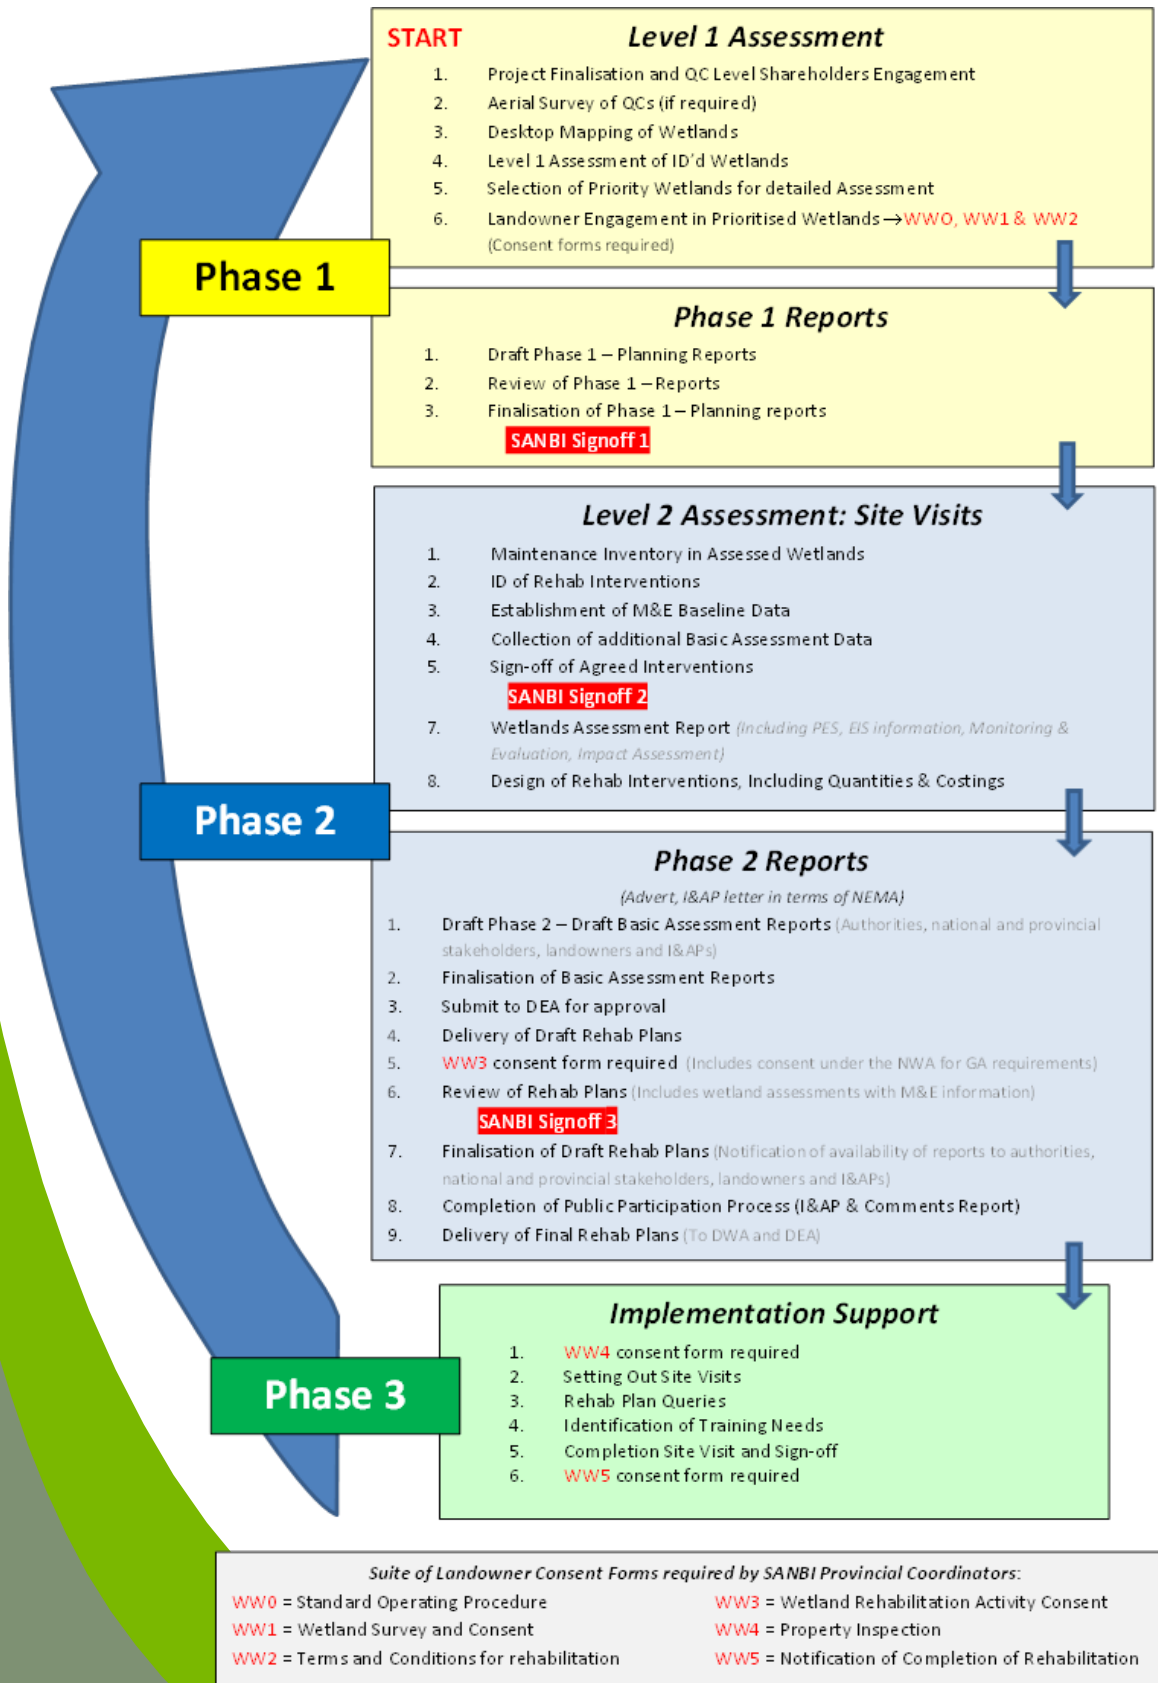 START
Level 1 Assessment
1. Project Finalisation and QC Level Shareholders Engagement
2. Aerial Survey of QCs (if required)
3. Desktop Mapping of Wetlands
4. Level 1 Assessment of ID'd Wetlands
5. Selection of Priority Wetlands for detailed Assessment
6. Landowner Engagement in Prioritised Wetlands →WW0, WW1 & WW2
(Consent forms required)
Phase 1
Phase 1 Reports
1. Draft Phase 1 – Planning Reports
2. Review of Phase 1 – Reports
3. Finalisation of Phase 1 – Planning reports
SANBI Signoff 1
Level 2 Assessment: Site Visits
1. Maintenance Inventory in Assessed Wetlands
2. ID of Rehab Interventions
3. Establishment of M&E Baseline Data
4. Collection of additional Basic Assessment Data
5. Sign-off of Agreed Interventions
SANBI Signoff 2
7. Wetlands Assessment Report (Including PES, EIS information, Monitoring &
Evaluation, Impact Assessment)
8. Design of Rehab Interventions, Including Quantities & Costings
Phase 2
Phase 2 Reports
(Advert, I&AP letter in terms of NEMA)
1. Draft Phase 2 – Draft Basic Assessment Reports (Authorities, national and provincial
stakeholders, landowners and I&APs)
2. Finalisation of Basic Assessment Reports
3. Submit to DEA for approval
4. Delivery of Draft Rehab Plans
5. WW3 consent form required (Includes consent under the NWA for GA requirements)
6. Review of Rehab Plans (Includes wetland assessments with M&E information)
SANBI Signoff 3
7. Finalisation of Draft Rehab Plans (Notification of availability of reports to authorities,
national and provincial stakeholders, landowners and I&APs)
8. Completion of Public Participation Process (I&AP & Comments Report)
9. Delivery of Final Rehab Plans (To DWA and DEA)
Phase 3
Implementation Support
1. WW4 consent form required
2. Setting Out Site Visits
3. Rehab Plan Queries
4. Identification of Training Needs
5. Completion Site Visit and Sign-off
6. WW5 consent form required
Suite of Landowner Consent Forms required by SANBI Provincial Coordinators:
WW0 = Standard Operating Procedure
WW1 = Wetland Survey and Consent
WW2 = Terms and Conditions for rehabilitation
WW3 = Wetland Rehabilitation Activity Consent
WW4 = Property Inspection
WW5 = Notification of Completion of Rehabilitation